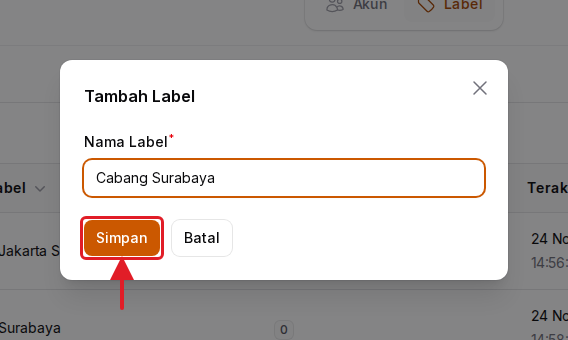 Akun
Label
Tambah Label
Nama Label*
Cabang Surabaya
Simpan
Batal
abel
Terak
Jakarta S
24 No
14:56:
Surabaya
0
24 No
14:58: